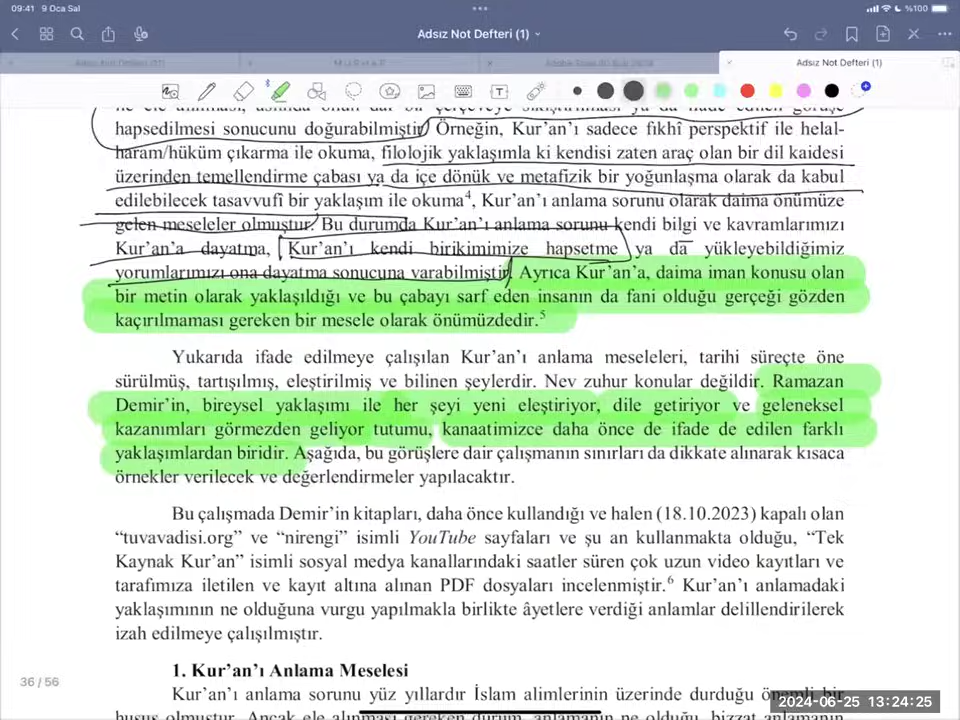 09:41 9 Oca Sal
%100
Adsız Not Defteri (1)
Adsız Not Defteri (1)
hapsedilmesi sonucunu doğurabilmiştir. Örneğin, Kur'an'ı sadece fıkhî perspektif ile helal-
haram/hüküm çıkarma ile okuma, filolojik yaklaşımla ki kendisi zaten araç olan bir dil kaidesi
üzerinden temellendirme çabası ya da içe dönük ve metafizik bir yoğunlaşma olarak da kabul
edilebilecek tasavvufî bir yaklaşım ile okuma⁴, Kur'an'ı anlama sorunu olarak daima önümüze
gelen meseleler olmuştur. Bu durumda Kur'an'ı anlama sorunu kendi bilgi ve kavramlarımızı
Kur'an'a dayatma, Kur'an'ı kendi birikimimize hapsetme ya da yükleyebildiğimiz
yorumlarımızı ona dayatma sonucuna varabilmiştir. Ayrıca Kur'an'a, daima iman konusu olan
bir metin olarak yaklaşıldığı ve bu çabayı sarf eden insanın da fani olduğu gerçeği gözden
kaçırılmaması gereken bir mesele olarak önümüzdedir.⁵
Yukarıda ifade edilmeye çalışılan Kur'an'ı anlama meseleleri, tarihi süreçte öne
sürülmüş, tartışılmış, eleştirilmiş ve bilinen şeylerdir. Nev zuhur konular değildir. Ramazan
Demir'in, bireysel yaklaşımı ile her şeyi yeni eleştiriyor, dile getiriyor ve geleneksel
kazanımları görmezden geliyor tutumu, kanaatimizce daha önce de ifade de edilen farklı
yaklaşımlardan biridir. Aşağıda, bu görüşlere dair çalışmanın sınırları da dikkate alınarak kısaca
örnekler verilecek ve değerlendirmeler yapılacaktır.
Bu çalışmada Demir'in kitapları, daha önce kullandığı ve halen (18.10.2023) kapalı olan
“tuvavadisi.org” ve “nirengi” isimli YouTube sayfaları ve şu an kullanmakta olduğu, “Tek
Kaynak Kur'an” isimli sosyal medya kanallarındaki saatler süren çok uzun video kayıtları ve
tarafımıza iletilen ve kayıt altına alınan PDF dosyaları incelenmiştir.⁶ Kur'an'ı anlamadaki
yaklaşımının ne olduğuna vurgu yapılmakla birlikte âyetlere verdiği anlamlar delillendirilerek
izah edilmeye çalışılmıştır.
1. Kur'an'ı Anlama Meselesi
Kur'an'ı anlama sorunu yüz yıllardır İslam alimlerinin üzerinde durduğu önemli bir
36 / 56
2024-06-25 13:24:25